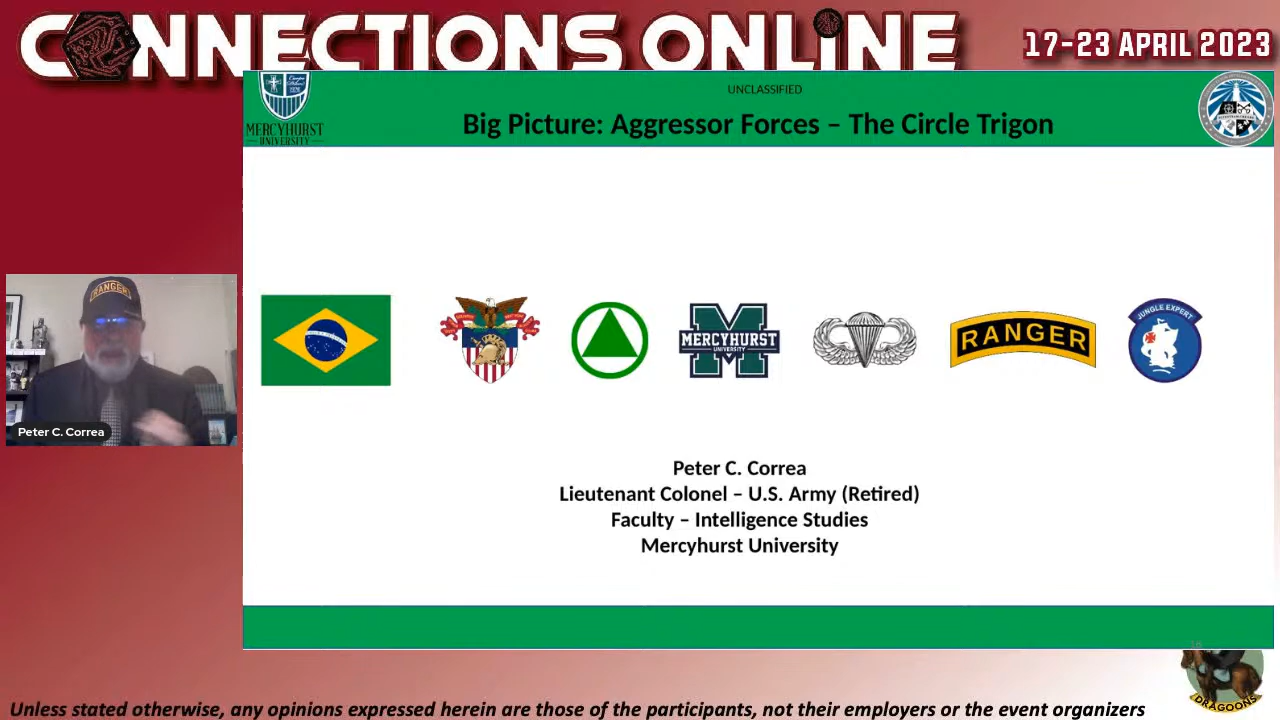 CONNECTIONS ONLINE
17-23 APRIL 2023
UNCLASSIFIED
Big Picture: Aggressor Forces – The Circle Trigon
MERCYHURST
UNIVERSITY
RANGER
MERCYHURST
UNIVERSITY
RANGER
JUNGLE EXPERT
Peter C. Correa
Peter C. Correa
Lieutenant Colonel – U.S. Army (Retired)
Faculty – Intelligence Studies
Mercyhurst University
DRAGOONS
Unless stated otherwise, any opinions expressed herein are those of the participants, not their employers or the event organizers